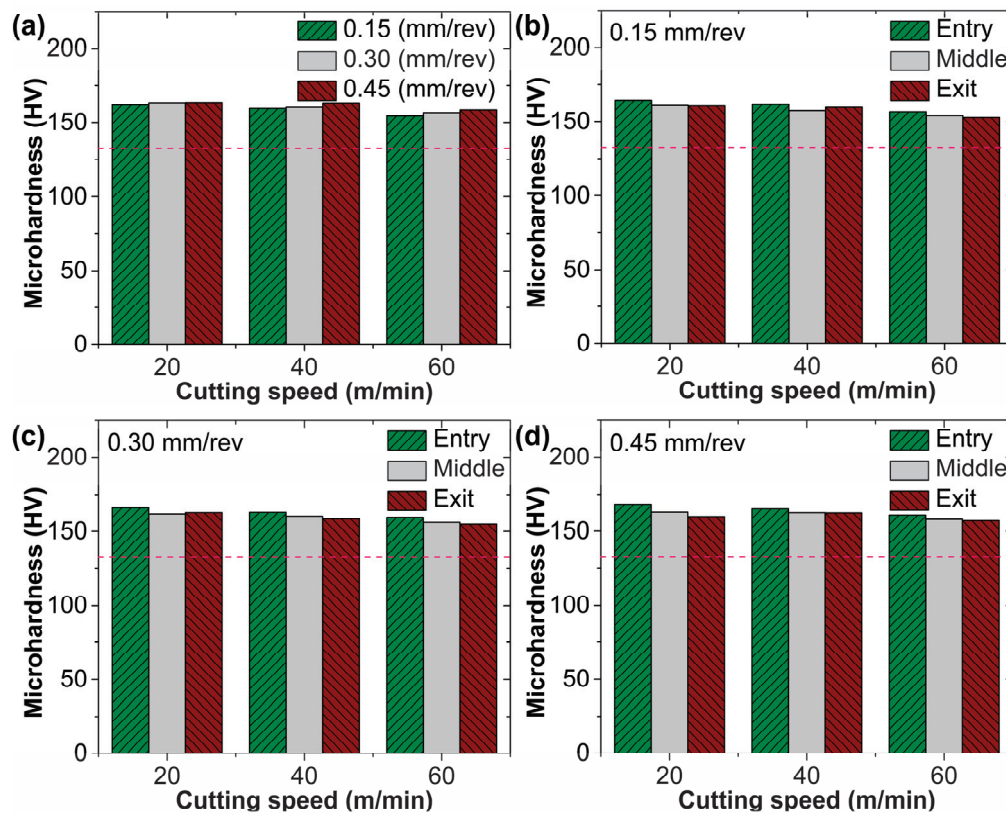 (a)
0.15 (mm/rev)
0.30 (mm/rev)
0.45 (mm/rev)
200
150
100
50
0
Microhardness (HV)
20 40 60
Cutting speed (m/min)
(b)
0.15 mm/rev
Entry
Middle
Exit
200
150
100
50
0
Microhardness (HV)
20 40 60
Cutting speed (m/min)
(c)
0.30 mm/rev
Entry
Middle
Exit
200
150
100
50
0
Microhardness (HV)
20 40 60
Cutting speed (m/min)
(d)
0.45 mm/rev
Entry
Middle
Exit
200
150
100
50
0
Microhardness (HV)
20 40 60
Cutting speed (m/min)